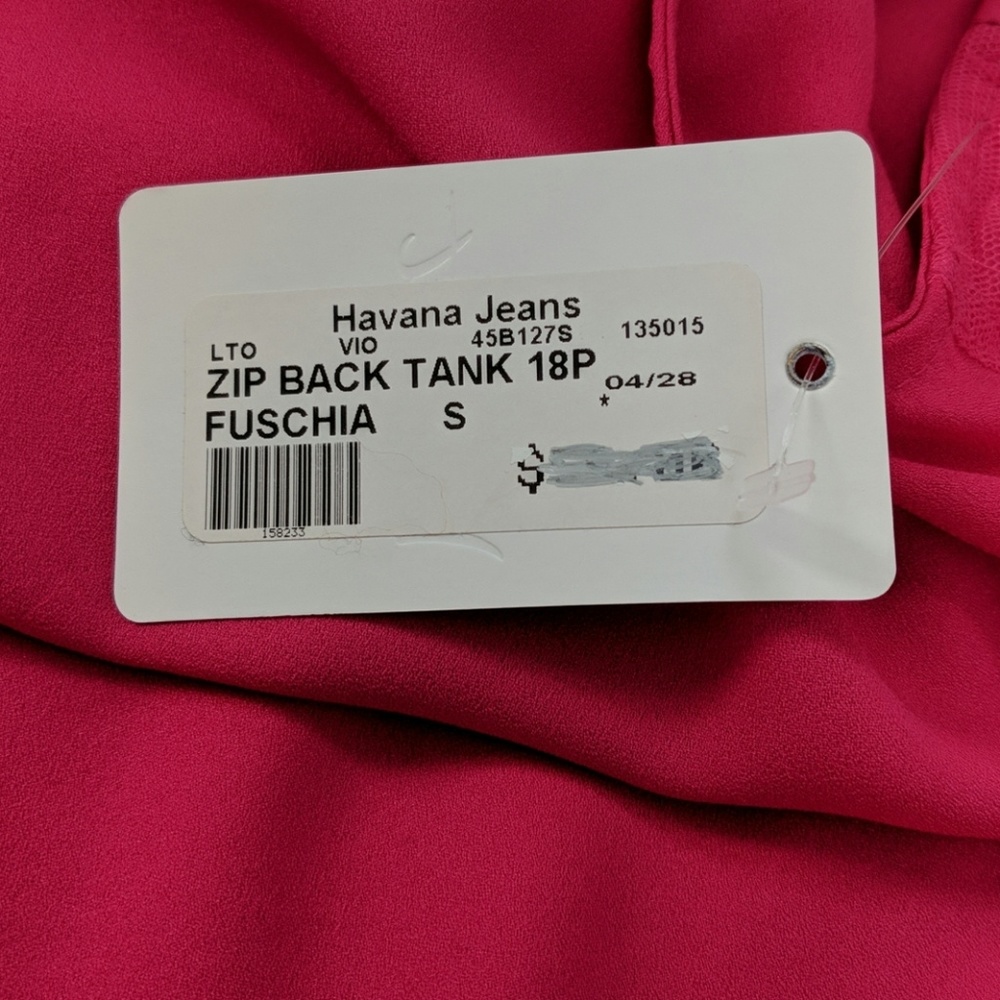 Havana Jeans
LTO VIO 45B127S 135015
ZIP BACK TANK 18P 04/28
FUSCHIA S *
$
158233